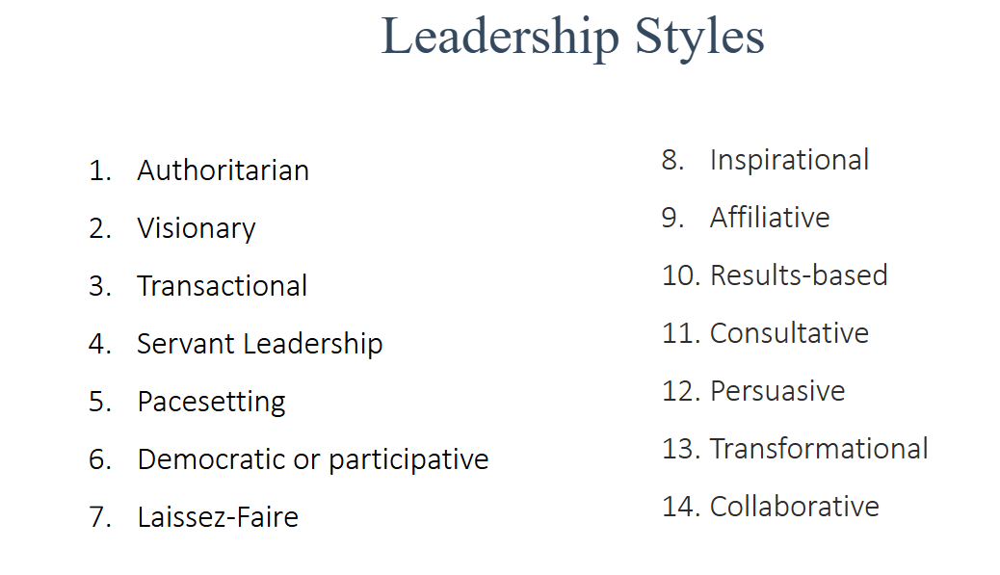 Leadership Styles
1. Authoritarian
2. Visionary
3. Transactional
4. Servant Leadership
5. Pacesetting
6. Democratic or participative
7. Laissez-Faire
8. Inspirational
9. Affiliative
10. Results-based
11. Consultative
12. Persuasive
13. Transformational
14. Collaborative